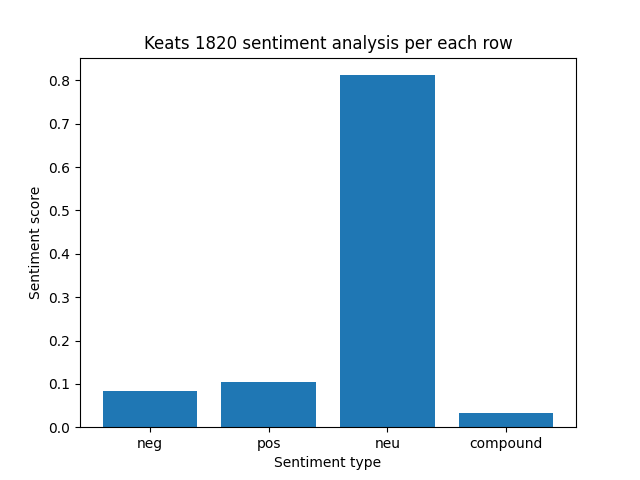 Keats 1820 sentiment analysis per each row
Sentiment score
0.8
0.7
0.6
0.5
0.4
0.3
0.2
0.1
0.0
neg pos neu compound
Sentiment type